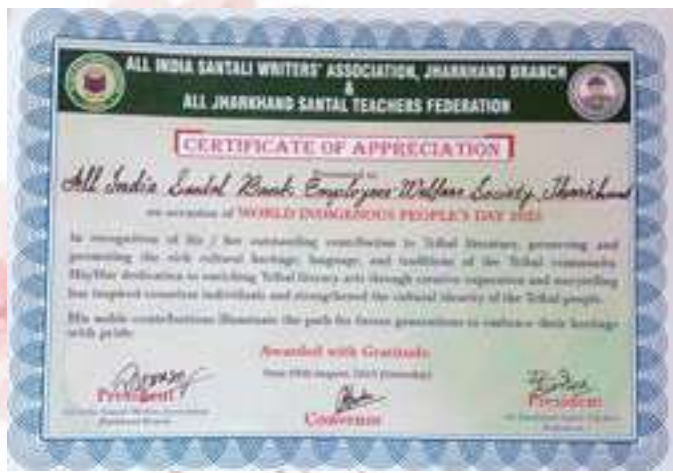 ALL INDIA SANTALI WRITERS' ASSOCIATION, JHARKHAND BRANCH
&
ALL JHARKHAND SANTAL TEACHERS FEDERATION
CERTIFICATE OF APPRECIATION
All India Santal Bank Employees Welfare Society, Jharkhand
on occasion of WORLD INDIGENOUS PEOPLE'S DAY
In recognition of his / her outstanding contribution to Tribal literature, preserving and
promoting the rich cultural heritage, language, and traditions of the Tribal community.
His/Her dedication to enriching Tribal literary arts through creative expression and storytelling
has inspired countless individuals and strengthened the cultural identity of the Tribal people.
His noble contributions illuminate the path for future generations to embrace their heritage
with pride.
Awarded with Gratitude
President
Convenor
President